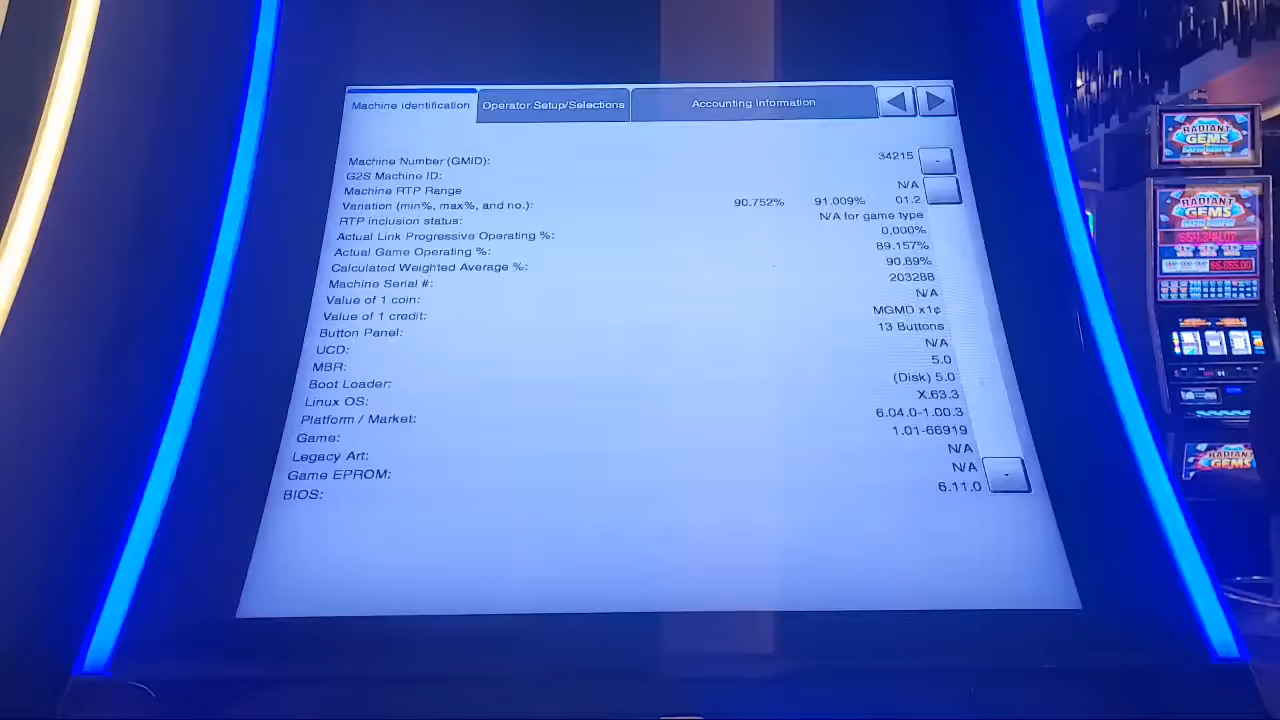 Machine Identification Operator Setup/Selections Accounting Information
Machine Number (GMID): 34215
G2S Machine ID:
Machine RTP Range N/A
Variation (min%, max%, and no.): 90.752% 91.009% 01.2
RTP inclusion status: N/A for game type
Actual Link Progressive Operating %: 0.000%
Actual Game Operating %: 89.157%
Calculated Weighted Average %: 90.89%
Machine Serial #: 203288
Value of 1 coin: N/A
Value of 1 credit: MGMD x1¢
Button Panel: 13 Buttons
UCD: N/A
MBR: 5.0
Boot Loader: (Disk) 5.0
Linux OS: X.63.3
Platform / Market: 6.04.0-1.00.3
Game: 1.01-66919
Legacy Art: N/A
Game EPROM: N/A
BIOS: 6.11.0
RADIANT
GEMS
RADIANT
GEMS
RADIANT
GEMS